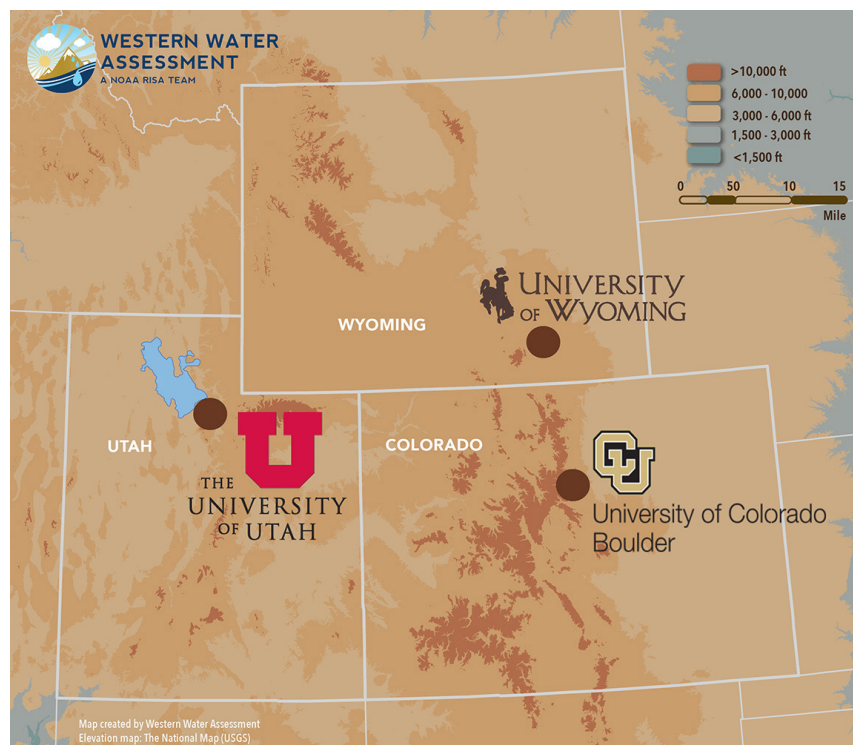 WESTERN WATER
ASSESSMENT
A NOAA RISA TEAM
>10,000 ft
6,000 - 10,000
3,000 - 6,000 ft
1,500 - 3,000 ft
<1,500 ft
0 50 10 15
Mile
UNIVERSITY
OF WYOMING
WYOMING
UTAH
U
THE
UNIVERSITY
OF UTAH
COLORADO
CU
University of Colorado
Boulder
Map created by Western Water Assessment
Elevation map: The National Map (USGS)